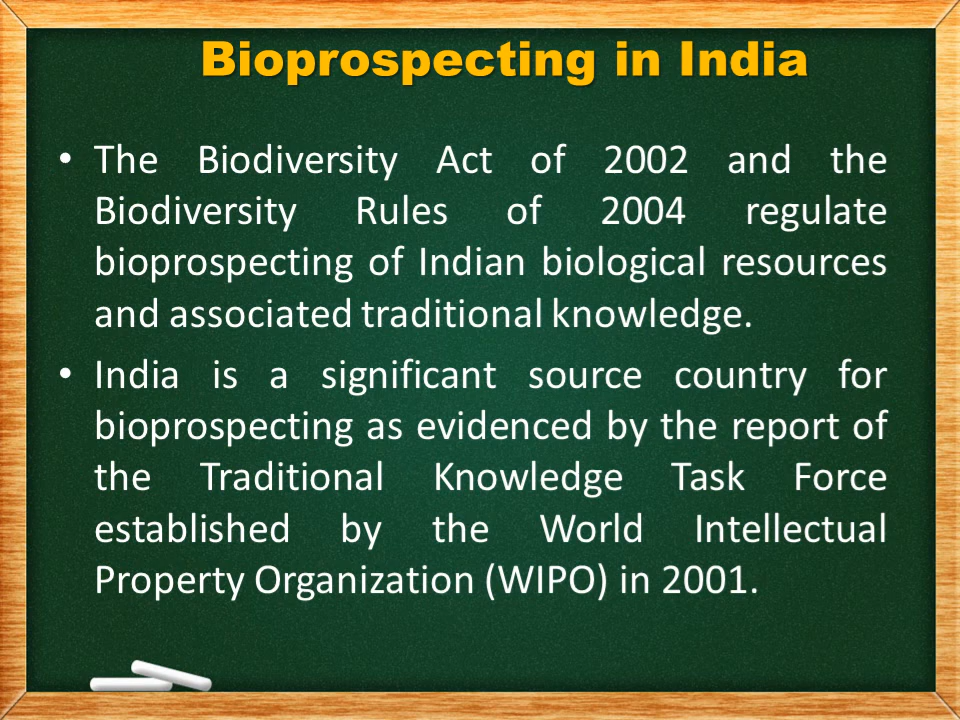 Bioprospecting in India
• The Biodiversity Act of 2002 and the
Biodiversity Rules of 2004 regulate
bioprospecting of Indian biological resources
and associated traditional knowledge.
• India is a significant source country for
bioprospecting as evidenced by the report of
the Traditional Knowledge Task Force
established by the World Intellectual
Property Organization (WIPO) in 2001.